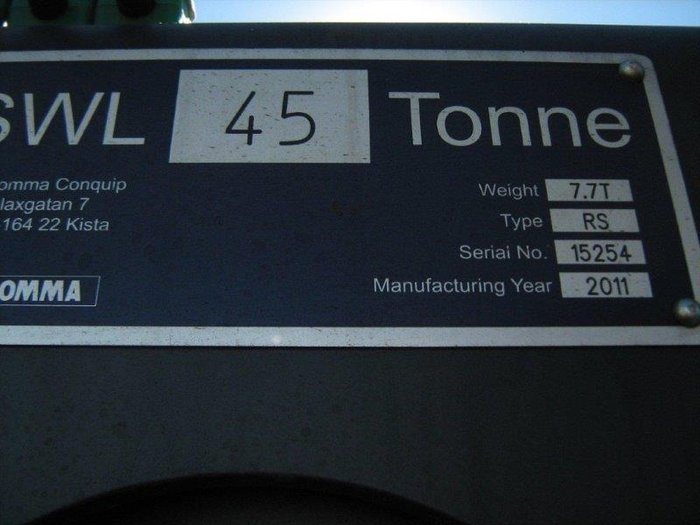 SWL 45 Tonne
omma Conquip
laxgatan 7
164 22 Kista
Weight 7.7T
Type RS
Serial No. 15254
OMMA
Manufacturing Year 2011